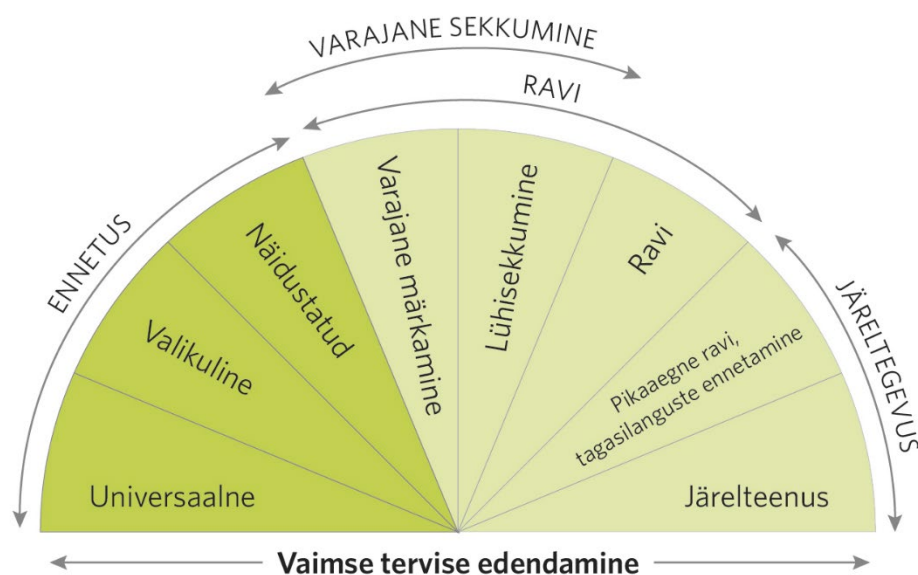 VARAJANE SEKKUMINE
RAVI
ENNETUS
JÄRELTEGEVUS
Universaalne
Valikuline
Näidustatud
Varajane märkamine
Lühisekkumine
Ravi
Pikaaegne ravi,
tagasilanguste ennetamine
Järelteenus
Vaimse tervise edendamine